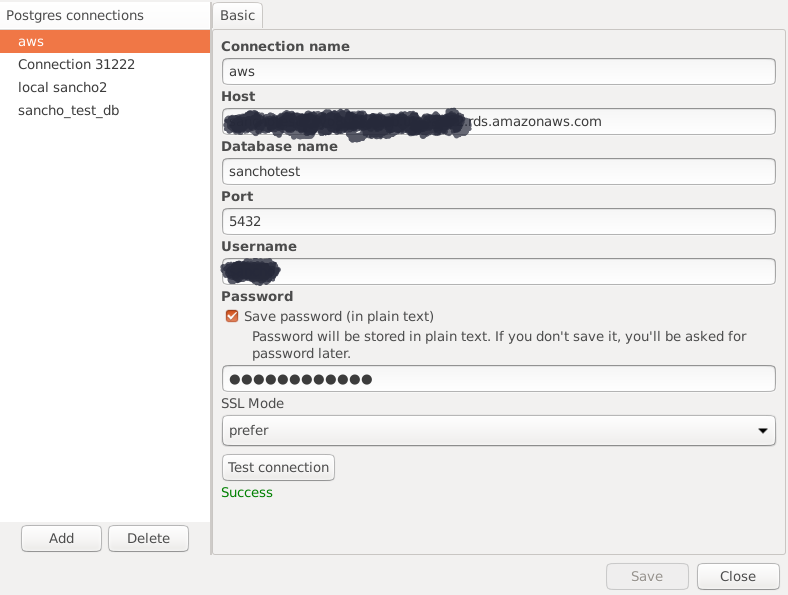 Postgres connections
aws
Connection 31222
local sancho2
sancho_test_db
Add
Delete
Basic
Connection name
aws
Host
rds.amazonaws.com
Database name
sanchotest
Port
5432
Username
Password
Save password (in plain text)
Password will be stored in plain text. If you don't save it, you'll be asked for
password later.
●●●●●●●●●●●●
SSL Mode
prefer
Test connection
Success
Save
Close